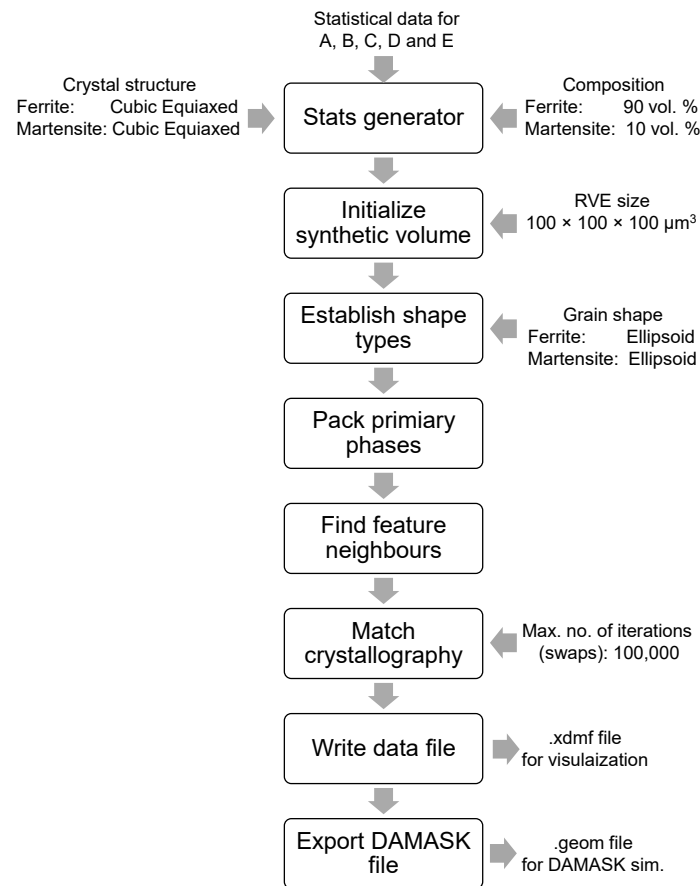 Statistical data for
A, B, C, D and E
Crystal structure
Ferrite: Cubic Equiaxed
Martensite: Cubic Equiaxed
Stats generator
Composition
Ferrite: 90 vol. %
Martensite: 10 vol. %
Initialize
synthetic volume
RVE size
100 × 100 × 100 µm³
Establish shape
types
Grain shape
Ferrite: Ellipsoid
Martensite: Ellipsoid
Pack primiary
phases
Find feature
neighbours
Match
crystallography
Max. no. of iterations
(swaps): 100,000
Write data file
.xdmf file
for visulaization
Export DAMASK
file
.geom file
for DAMASK sim.